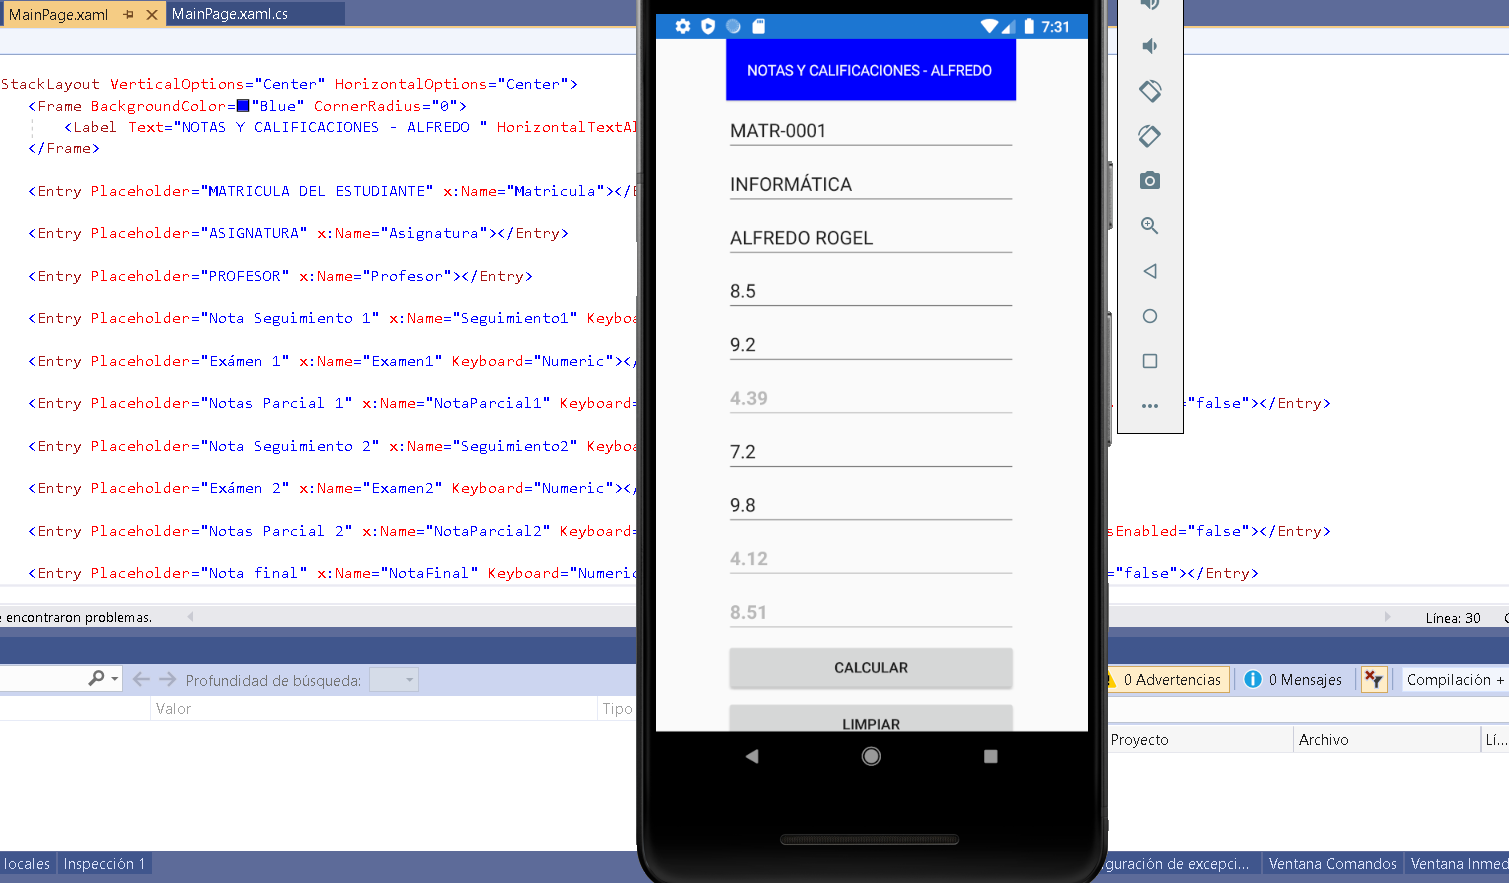 MainPage.xaml
MainPage.xaml.cs
StackLayout VerticalOptions="Center" HorizontalOptions="Center">
<Frame BackgroundColor="Blue" CornerRadius="0">
<Label Text="NOTAS Y CALIFICACIONES - ALFREDO " HorizontalTextAl
</Frame>
<Entry Placeholder="MATRICULA DEL ESTUDIANTE" x:Name="Matricula"></E
<Entry Placeholder="ASIGNATURA" x:Name="Asignatura"></Entry>
<Entry Placeholder="PROFESOR" x:Name="Profesor"></Entry>
<Entry Placeholder="Nota Seguimiento 1" x:Name="Seguimiento1" Keyboa
<Entry Placeholder="Exámen 1" x:Name="Examen1" Keyboard="Numeric"></
<Entry Placeholder="Notas Parcial 1" x:Name="NotaParcial1" Keyboard=
="false"></Entry>
<Entry Placeholder="Nota Seguimiento 2" x:Name="Seguimiento2" Keyboa
<Entry Placeholder="Exámen 2" x:Name="Examen2" Keyboard="Numeric"></
<Entry Placeholder="Notas Parcial 2" x:Name="NotaParcial2" Keyboard=
sEnabled="false"></Entry>
<Entry Placeholder="Nota final" x:Name="NotaFinal" Keyboard="Numeric
="false"></Entry>
7:31
NOTAS Y CALIFICACIONES - ALFREDO
MATR-0001
INFORMÁTICA
ALFREDO ROGEL
8.5
9.2
4.39
7.2
9.8
4.12
8.51
CALCULAR
LIMPIAR
e encontraron problemas.
Línea: 30
Profundidad de búsqueda:
0 Advertencias
0 Mensajes
Compilación +
Valor
Tipo
Proyecto
Archivo
Lí...
locales
Inspección 1
guración de excepci...
Ventana Comandos
Ventana Inmed